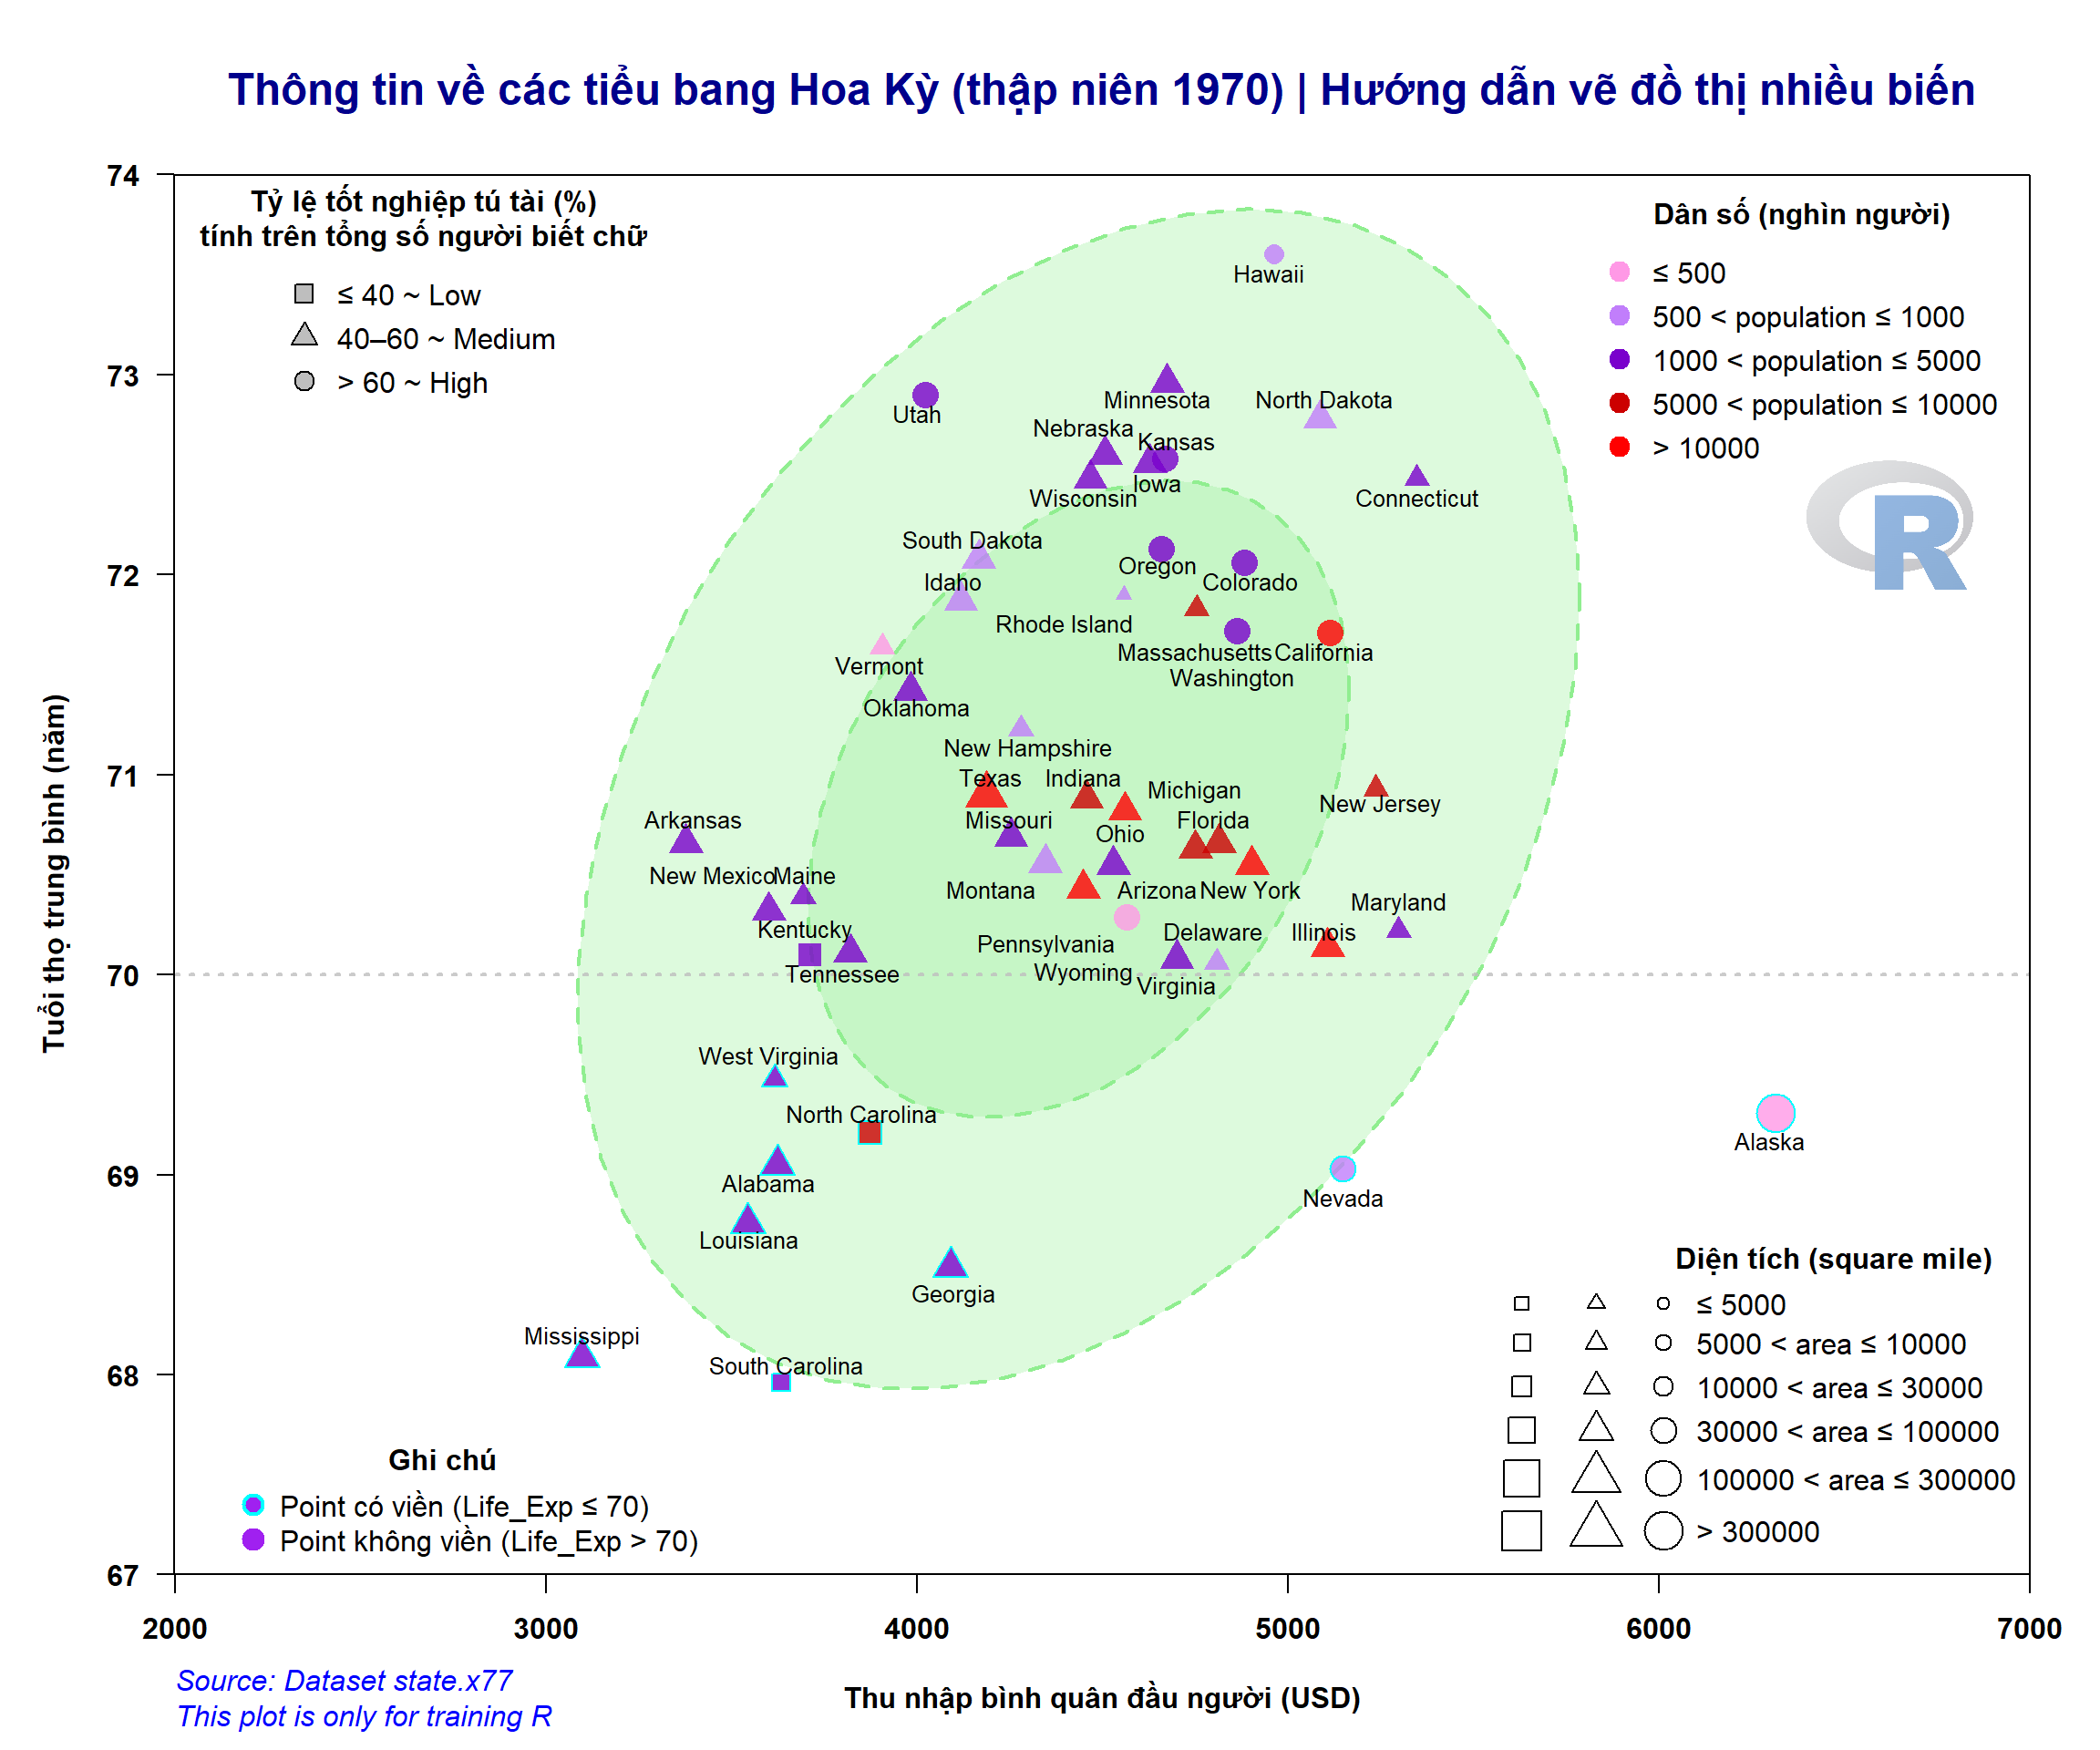 Thông tin về các tiểu bang Hoa Kỳ (thập niên 1970) | Hướng dẫn vẽ đồ thị nhiều biến
74
73
72
71
70
69
68
67
Tuổi thọ trung bình (năm)
Tỷ lệ tốt nghiệp tú tài (%)
tính trên tổng số người biết chữ
≤ 40 ~ Low
40–60 ~ Medium
> 60 ~ High
Dân số (nghìn người)
≤ 500
500 < population ≤ 1000
1000 < population ≤ 5000
5000 < population ≤ 10000
> 10000
R
Hawaii
Utah
Minnesota
North Dakota
Nebraska
Kansas
Iowa
Wisconsin
Connecticut
South Dakota
Oregon
Idaho
Colorado
Rhode Island
Massachusetts
California
Vermont
Washington
Oklahoma
New Hampshire
Texas
Indiana
Michigan
New Jersey
Arkansas
Missouri
Ohio
Florida
New Mexico
Maine
Montana
Arizona
New York
Maryland
Kentucky
Pennsylvania
Delaware
Illinois
Tennessee
Wyoming
Virginia
West Virginia
North Carolina
Alaska
Alabama
Nevada
Louisiana
Georgia
Mississippi
South Carolina
Diện tích (square mile)
≤ 5000
5000 < area ≤ 10000
10000 < area ≤ 30000
30000 < area ≤ 100000
100000 < area ≤ 300000
> 300000
Ghi chú
Point có viền (Life_Exp ≤ 70)
Point không viền (Life_Exp > 70)
2000
3000
4000
5000
6000
7000
Thu nhập bình quân đầu người (USD)
Source: Dataset state.x77
This plot is only for training R